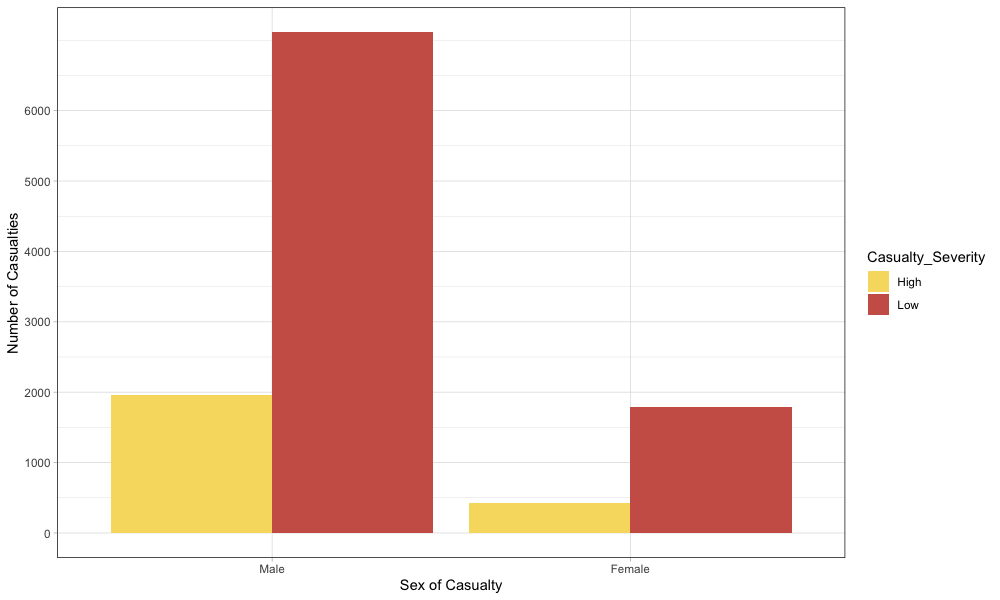 6000
5000
4000
3000
2000
1000
0
Number of Casualties
Male
Female
Sex of Casualty
Casualty_Severity
High
Low